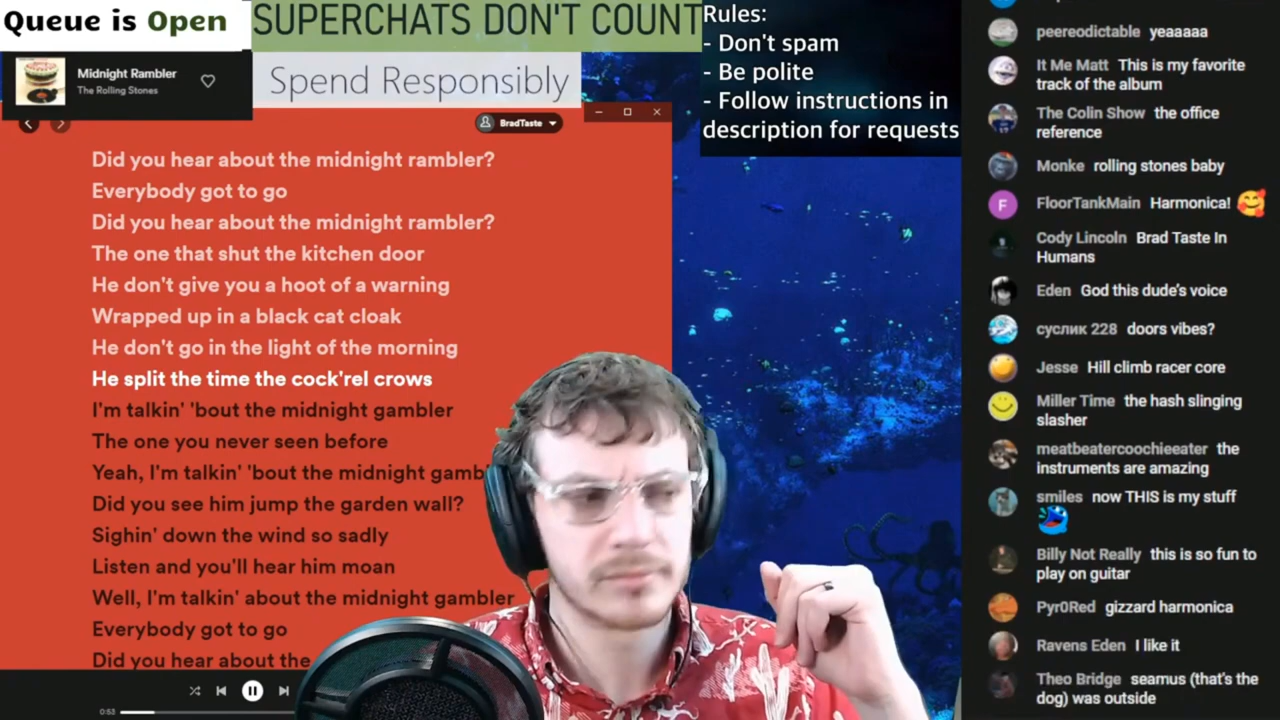 Queue is Open
SUPERCHATS DON'T COUNT
Spend Responsibly
Rules:
- Don't spam
- Be polite
- Follow instructions in
description for requests
Midnight Rambler
The Rolling Stones
BradTaste
Did you hear about the midnight rambler?
Everybody got to go
Did you hear about the midnight rambler?
The one that shut the kitchen door
He don't give you a hoot of a warning
Wrapped up in a black cat cloak
He don't go in the light of the morning
He split the time the cock'rel crows
I'm talkin' 'bout the midnight gambler
The one you never seen before
Yeah, I'm talkin' 'bout the midnight gamb
Did you see him jump the garden wall?
Sighin' down the wind so sadly
Listen and you'll hear him moan
Well, I'm talkin' about the midnight gambler
Everybody got to go
Did you hear about the
0:53
peereodictable yeaaaaa
It Me Matt This is my favorite
track of the album
The Colin Show the office
reference
Monke rolling stones baby
F FloorTankMain Harmonica!
Cody Lincoln Brad Taste In
Humans
Eden God this dude's voice
суслик 228 doors vibes?
Jesse Hill climb racer core
Miller Time the hash slinging
slasher
meatbeatercoochieeater the
instruments are amazing
smiles now THIS is my stuff
Billy Not Really this is so fun to
play on guitar
Pyr0Red gizzard harmonica
Ravens Eden I like it
Theo Bridge seamus (that's the
dog) was outside